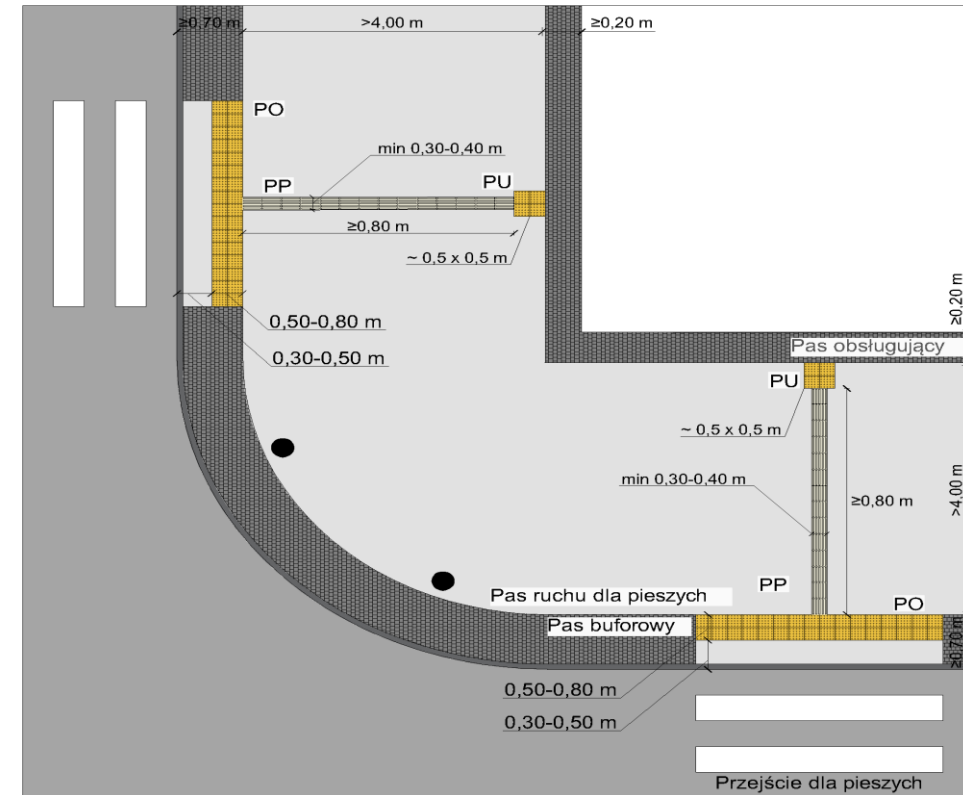 ≥0,70 m
>4,00 m
≥0,20 m
PO
min 0,30-0,40 m
PP
PU
≥0,80 m
~ 0,5 x 0,5 m
≥0,20 m
0,50-0,80 m
0,30-0,50 m
Pas obsługujący
PU
~ 0,5 x 0,5 m
min 0,30-0,40 m
≥0,80 m
>4,00 m
PP
PO
Pas ruchu dla pieszych
Pas buforowy
≥0,70 m
0,50-0,80 m
0,30-0,50 m
Przejście dla pieszych